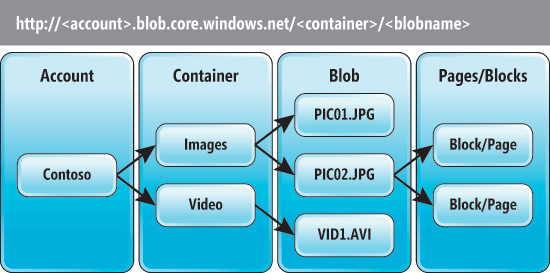 http://<account>.blob.core.windows.net/<container>/<blobname>
Account
Container
Blob
Pages/Blocks
Contoso
Images
Video
PIC01.JPG
PIC02.JPG
VID1.AVI
Block/Page
Block/Page